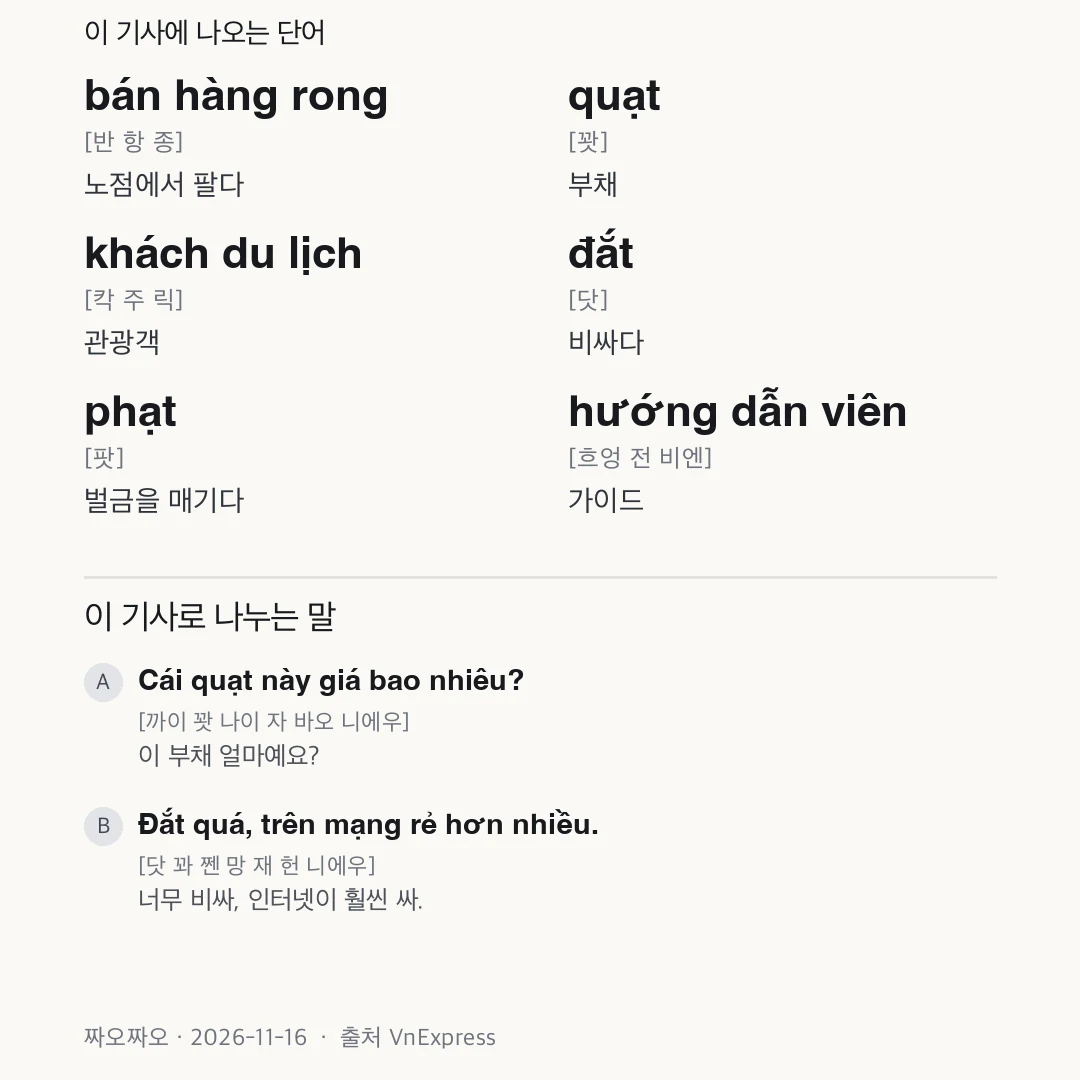 이 기사에 나오는 단어
bán hàng rong
[반 항 종]
노점에서 팔다
quạt
[꽛]
부채
khách du lịch
[칵 주 릭]
관광객
đắt
[닷]
비싸다
phạt
[팟]
벌금을 매기다
hướng dẫn viên
[흐엉 전 비엔]
가이드
이 기사로 나누는 말
A Cái quạt này giá bao nhiêu?
[까이 꽛 나이 자 바오 니에우]
이 부채 얼마예요?
B Đắt quá, trên mạng rẻ hơn nhiều.
[닷 꽈 쩬 망 재 헌 니에우]
너무 비싸, 인터넷이 훨씬 싸.
짜오짜오 · 2026-11-16 · 출처 VnExpress